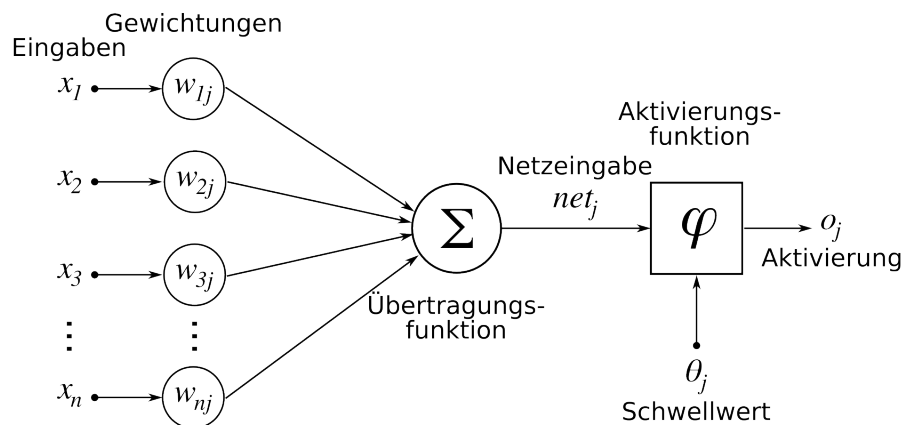 Gewichtungen
Eingaben
x1
w1j
x2
w2j
x3
w3j
xn
wnj
Σ
Übertragungs-
funktion
Netzeingabe
netj
Aktivierungs-
funktion
φ
oj
Aktivierung
θj
Schwellwert